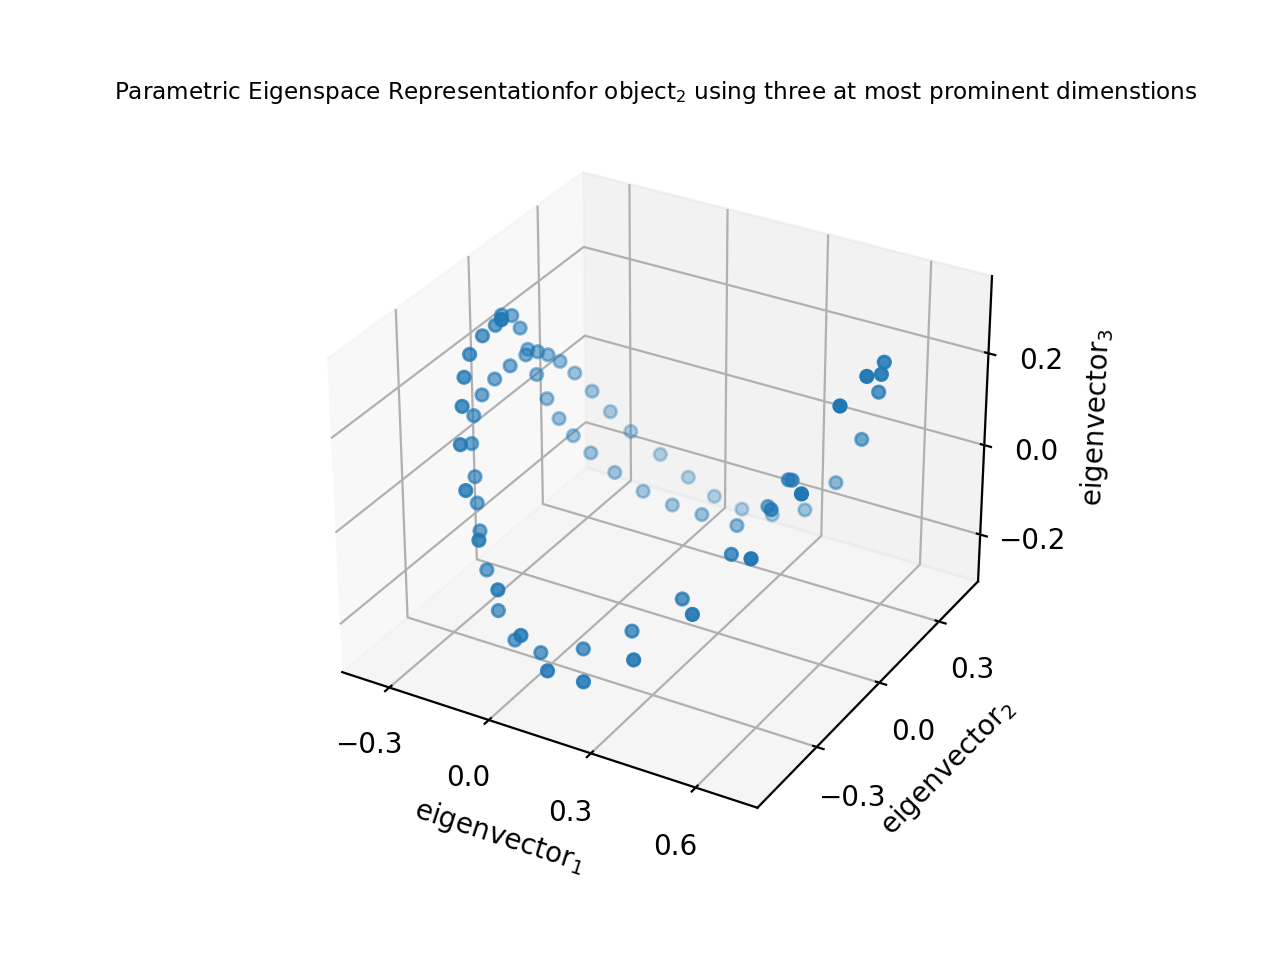 Parametric Eigenspace Representationfor object₂ using three at most prominent dimenstions
0.2
0.0
−0.2
eigenvector₃
0.3
0.0
−0.3
eigenvector₂
−0.3
0.0
0.3
0.6
eigenvector₁